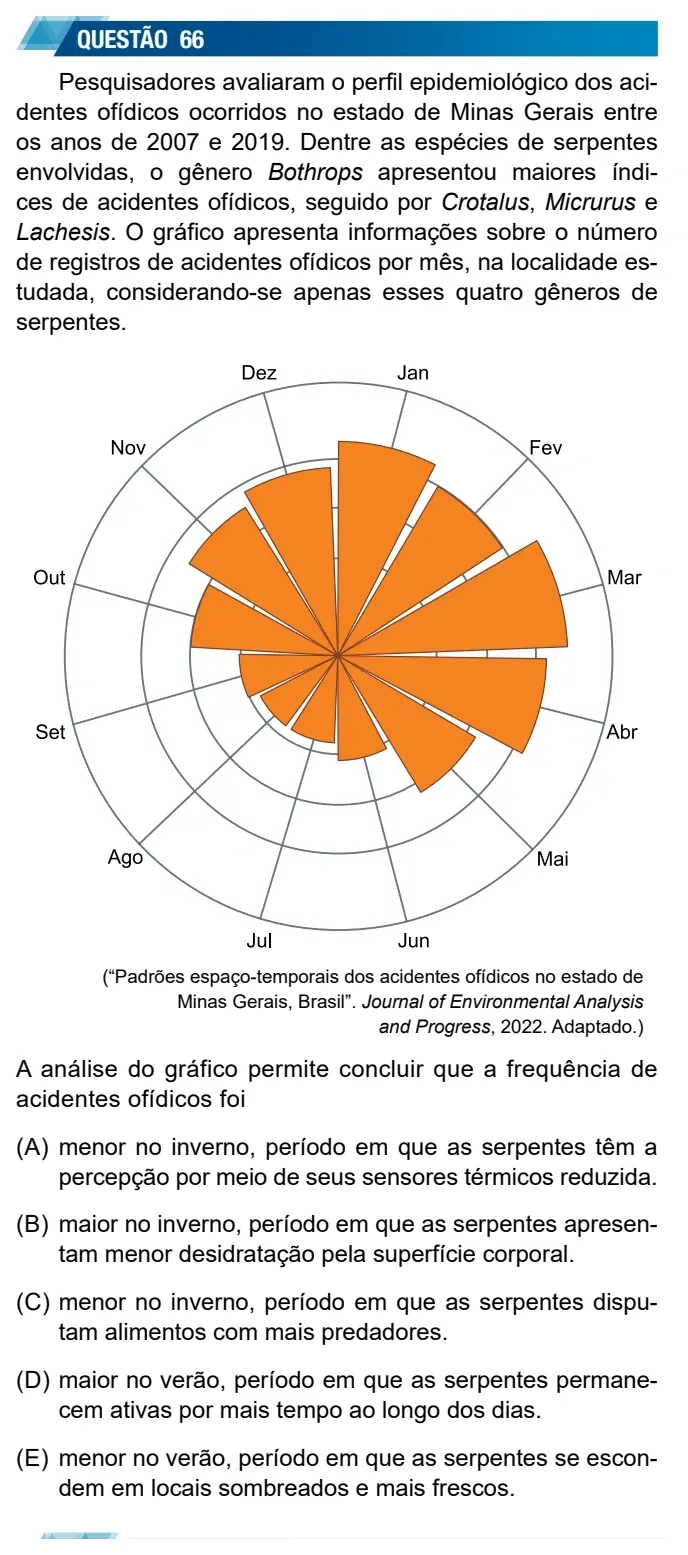 QUESTÃO 66
Pesquisadores avaliaram o perfil epidemiológico dos aci-
dentes ofídicos ocorridos no estado de Minas Gerais entre
os anos de 2007 e 2019. Dentre as espécies de serpentes
envolvidas, o gênero Bothrops apresentou maiores índi-
ces de acidentes ofídicos, seguido por Crotalus, Micrurus e
Lachesis. O gráfico apresenta informações sobre o número
de registros de acidentes ofídicos por mês, na localidade es-
tudada, considerando-se apenas esses quatro gêneros de
serpentes.
Dez
Jan
Nov
Fev
Out
Mar
Set
Abr
Ago
Mai
Jul
Jun
(“Padrões espaço-temporais dos acidentes ofídicos no estado de
Minas Gerais, Brasil”. Journal of Environmental Analysis
and Progress, 2022. Adaptado.)
A análise do gráfico permite concluir que a frequência de
acidentes ofídicos foi
(A) menor no inverno, período em que as serpentes têm a
percepção por meio de seus sensores térmicos reduzida.
(B) maior no inverno, período em que as serpentes apresen-
tam menor desidratação pela superfície corporal.
(C) menor no inverno, período em que as serpentes dispu-
tam alimentos com mais predadores.
(D) maior no verão, período em que as serpentes permane-
cem ativas por mais tempo ao longo dos dias.
(E) menor no verão, período em que as serpentes se escon-
dem em locais sombreados e mais frescos.